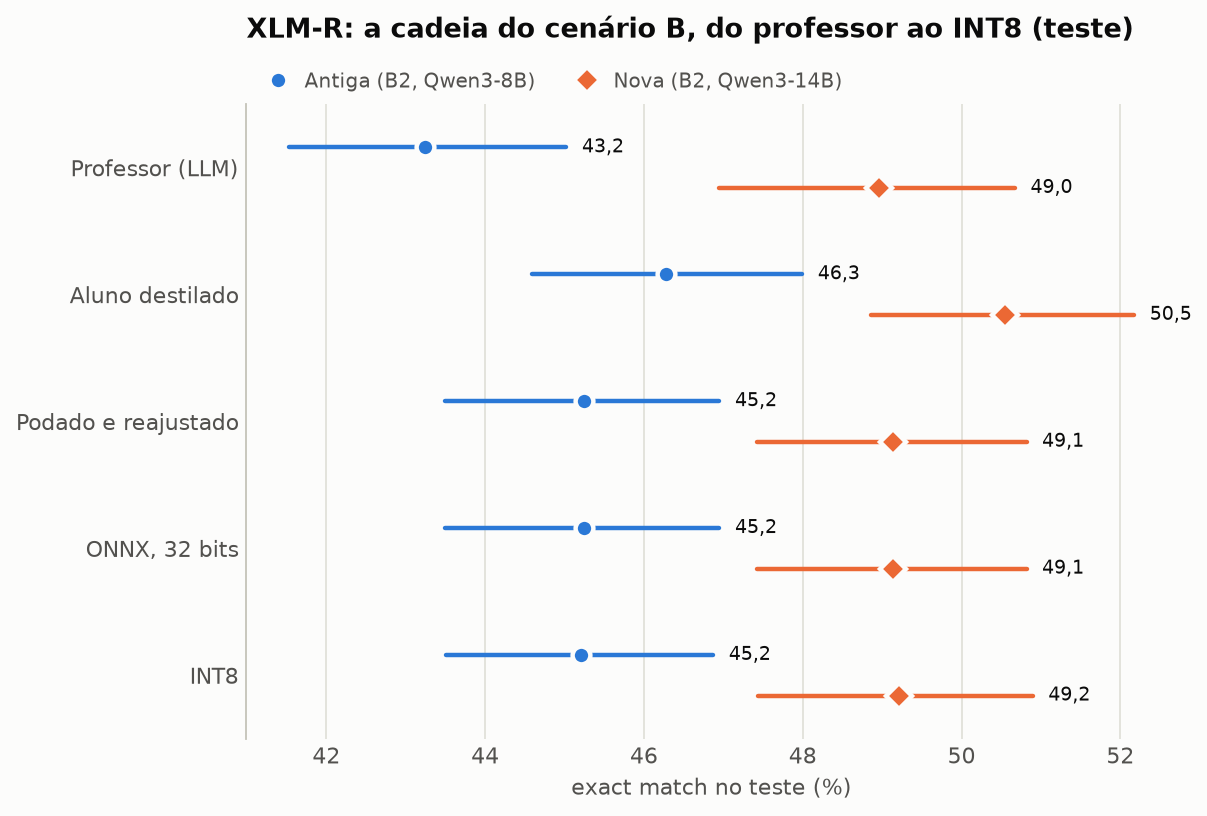 XLM-R: a cadeia do cenário B, do professor ao INT8 (teste)
Antiga (B2, Qwen3-8B)
Nova (B2, Qwen3-14B)
Professor (LLM)
43,2
49,0
Aluno destilado
46,3
50,5
Podado e reajustado
45,2
49,1
ONNX, 32 bits
45,2
49,1
INT8
45,2
49,2
42 44 46 48 50 52
exact match no teste (%)